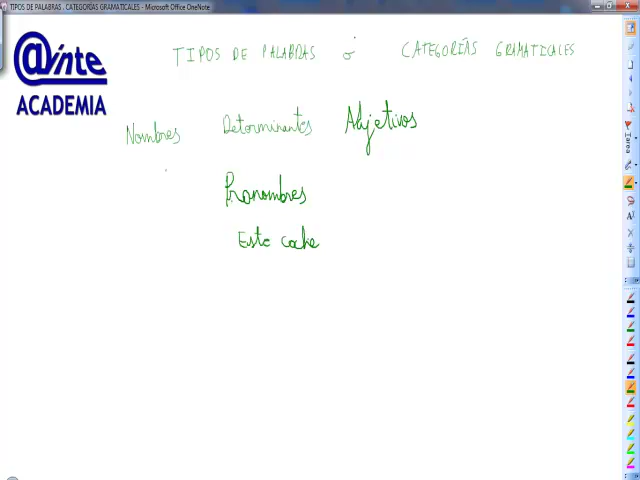 TIPOS DE PALABRAS . CATEGORÍAS GRAMATICALES - Microsoft Office OneNote
@inte
ACADEMIA
TIPOS DE PALABRAS o CATEGORÍAS GRAMATICALES
Nombres Determinantes Adjetivos
Pronombres
Este coche
Tarea